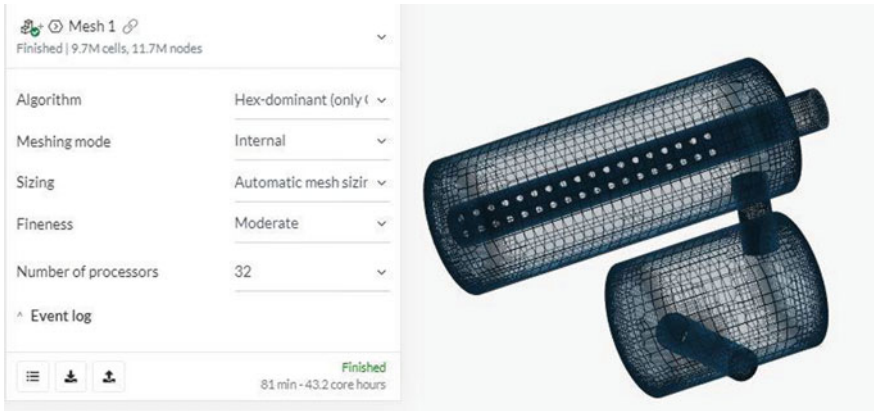 Mesh 1
Finished | 9.7M cells, 11.7M nodes
Algorithm Hex-dominant (only
Meshing mode Internal
Sizing Automatic mesh sizir
Fineness Moderate
Number of processors 32
Event log
Finished
81 min - 43.2 core hours